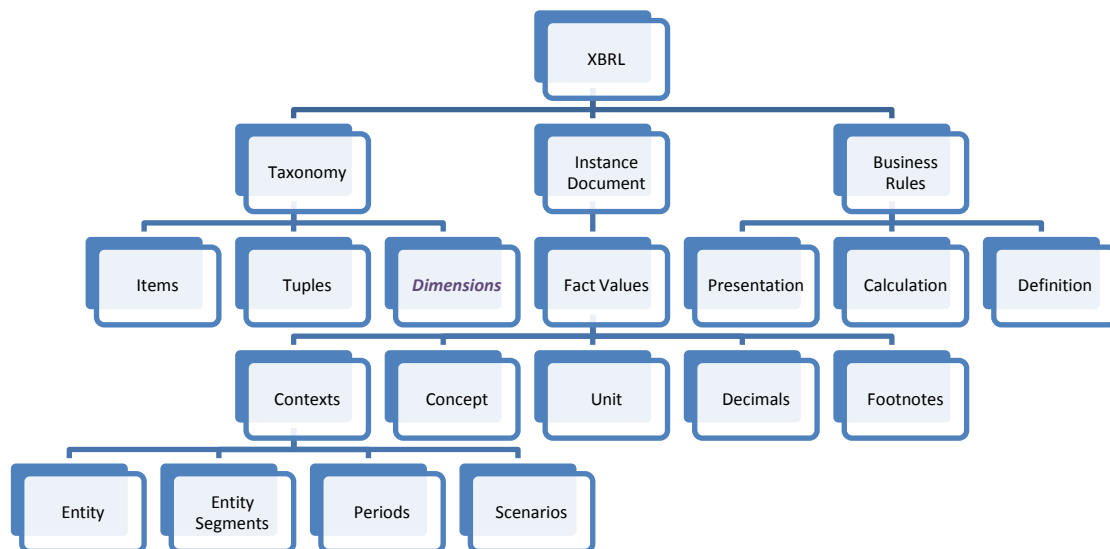 XBRL
Taxonomy
Instance
Document
Business
Rules
Items
Tuples
Dimensions
Fact Values
Presentation
Calculation
Definition
Contexts
Concept
Unit
Decimals
Footnotes
Entity
Entity
Segments
Periods
Scenarios